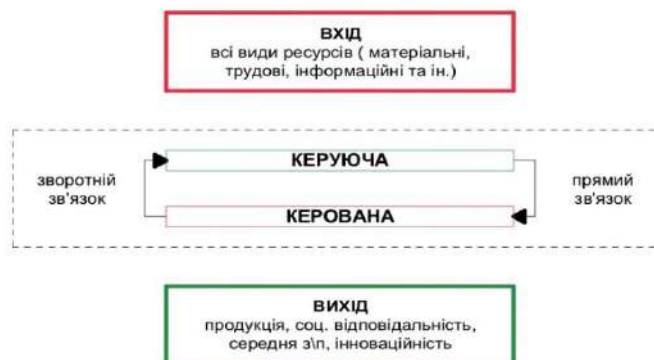 ВХІД
всі види ресурсів ( матеріальні,
трудові, інформаційні та ін.)
КЕРУЮЧА
зворотній
зв'язок
прямий
зв'язок
КЕРОВАНА
ВИХІД
продукція, соц. відповідальність,
середня з\п, інноваційність